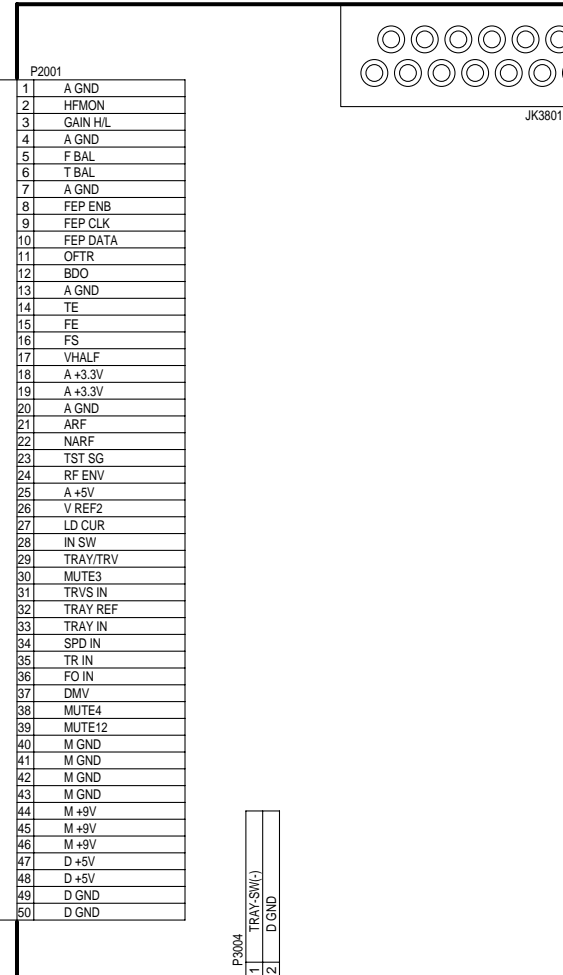 P2001
1 A GND
2 HFMON
3 GAIN H/L
4 A GND
5 F BAL
6 T BAL
7 A GND
8 FEP ENB
9 FEP CLK
10 FEP DATA
11 OFTR
12 BDO
13 A GND
14 TE
15 FE
16 FS
17 VHALF
18 A +3.3V
19 A +3.3V
20 A GND
21 ARF
22 NARF
23 TST SG
24 RF ENV
25 A +5V
26 V REF2
27 LD CUR
28 IN SW
29 TRAY/TRV
30 MUTE3
31 TRVS IN
32 TRAY REF
33 TRAY IN
34 SPD IN
35 TR IN
36 FO IN
37 DMV
38 MUTE4
39 MUTE12
40 M GND
41 M GND
42 M GND
43 M GND
44 M +9V
45 M +9V
46 M +9V
47 D +5V
48 D +5V
49 D GND
50 D GND
JK3801
P3004
1 TRAY-SW(-)
2 D GND